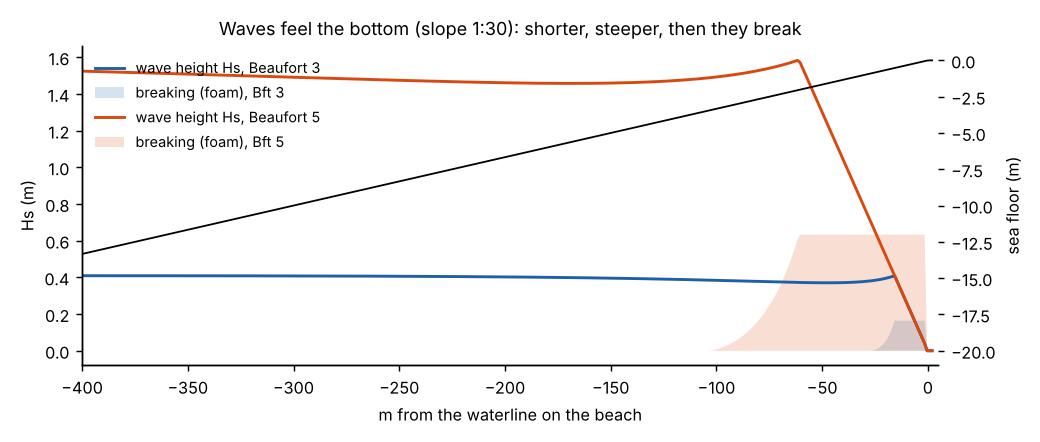 Waves feel the bottom (slope 1:30): shorter, steeper, then they break
wave height Hs, Beaufort 3
breaking (foam), Bft 3
wave height Hs, Beaufort 5
breaking (foam), Bft 5
Hs (m)
1.6
1.4
1.2
1.0
0.8
0.6
0.4
0.2
0.0
0.0
−2.5
−5.0
−7.5
−10.0
−12.5
−15.0
−17.5
−20.0
sea floor (m)
−400 −350 −300 −250 −200 −150 −100 −50 0
m from the waterline on the beach